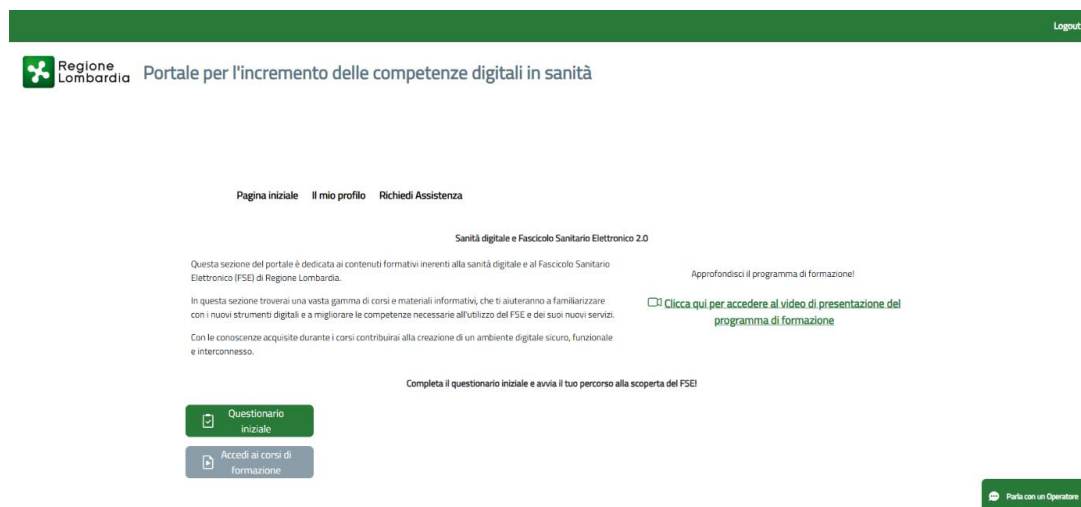 Logout
Regione
Lombardia
Portale per l'incremento delle competenze digitali in sanità
Pagina iniziale Il mio profilo Richiedi Assistenza
Sanità digitale e Fascicolo Sanitario Elettronico 2.0
Questa sezione del portale è dedicata ai contenuti formativi inerenti alla sanità digitale e al Fascicolo Sanitario
Elettronico (FSE) di Regione Lombardia.
In questa sezione troverai una vasta gamma di corsi e materiali informativi, che ti aiuteranno a familiarizzare
con i nuovi strumenti digitali e a migliorare le competenze necessarie all'utilizzo del FSE e dei suoi nuovi servizi.
Con le conoscenze acquisite durante i corsi contribuirai alla creazione di un ambiente digitale sicuro, funzionale
e interconnesso.
Approfondisci il programma di formazione!
Clicca qui per accedere al video di presentazione del
programma di formazione
Completa il questionario iniziale e avvia il tuo percorso alla scoperta del FSE!
Questionario
iniziale
Accedi ai corsi di
formazione
Parla con un Operatore